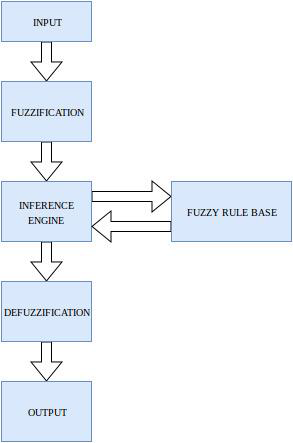 INPUT
FUZZIFICATION
INFERENCE
ENGINE
FUZZY RULE BASE
DEFUZZIFICATION
OUTPUT